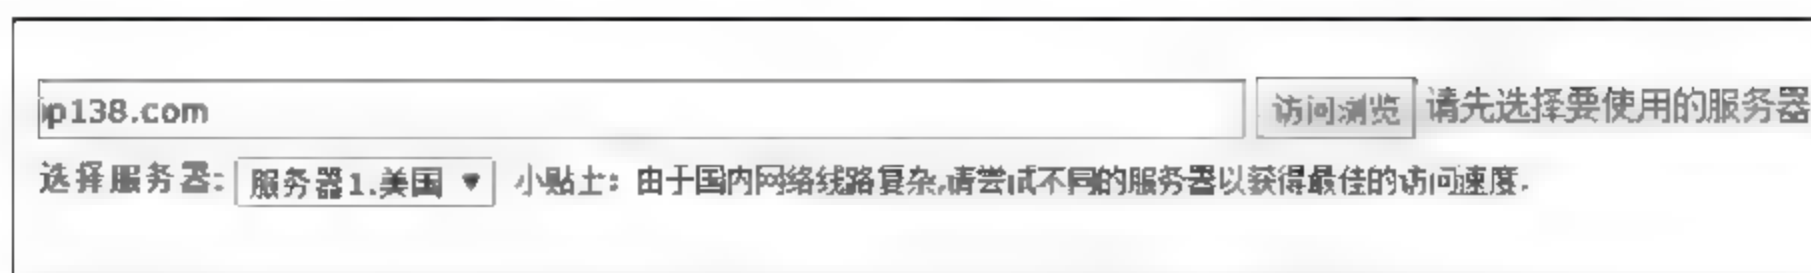 ip138.com 访问浏览 请先选择要使用的服务器
选择服务器: 服务器1.美国 ▼ 小贴士: 由于国内网络线路复杂,请尝试不同的服务器以获得最佳的访问速度.